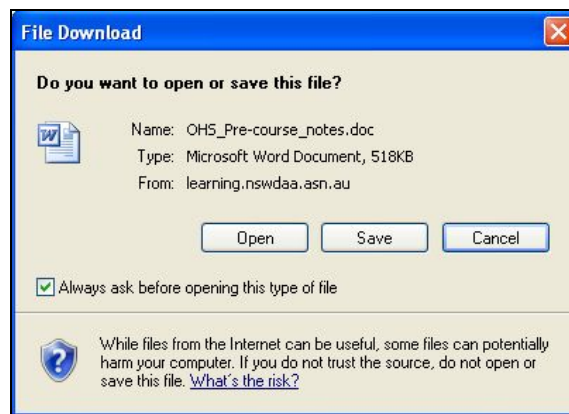 File Download
Do you want to open or save this file?
Name: OHS_Pre-course_notes.doc
Type: Microsoft Word Document, 518KB
From: learning.nswdaa.asn.au
Open Save Cancel
Always ask before opening this type of file
While files from the Internet can be useful, some files can potentially
harm your computer. If you do not trust the source, do not open or
save this file. What's the risk?